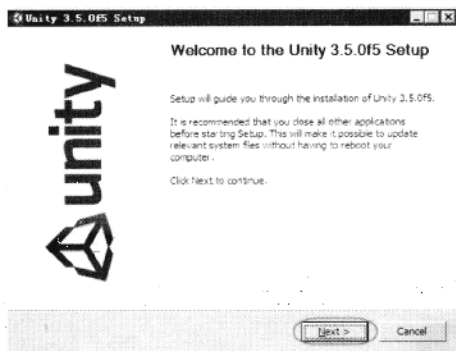 Unity 3.5.0f5 Setup
Welcome to the Unity 3.5.0f5 Setup
Setup will guide you through the installation of Unity 3.5.0f5.
It is recommended that you close all other applications
before starting Setup. This will make it possible to update
relevant system files without having to reboot your
computer.
Click Next to continue.
unity
Next >
Cancel